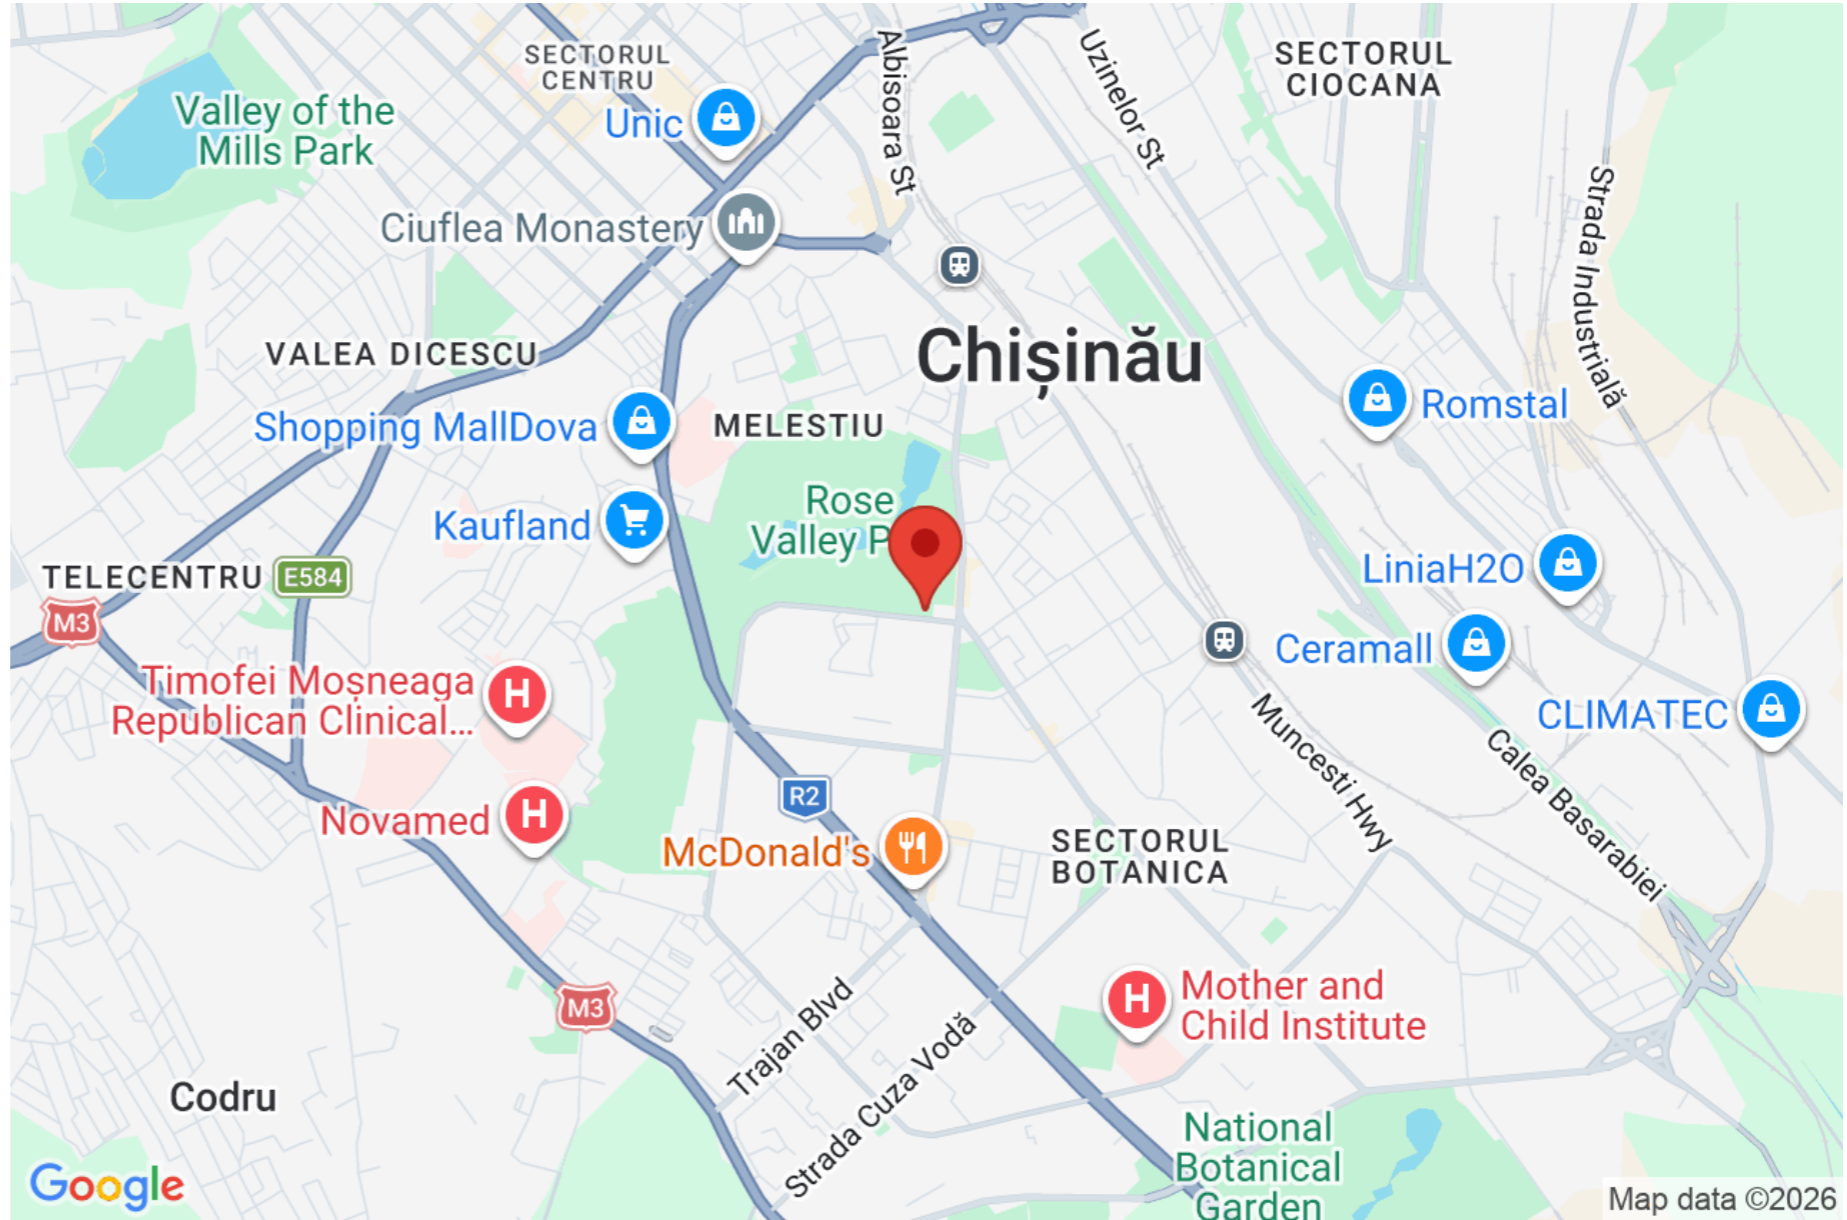 SECTORUL
CENTRU
Albisoara St
Uzinelor St
SECTORUL
CIOCANA
Valley of the
Mills Park
Unic
Strada Industrială
Ciuflea Monastery
Chișinău
VALEA DICESCU
Romstal
Shopping MallDova
MELESTIU
Rose
Valley P
Kaufland
LiniaH2O
TELECENTRU
E584
M3
Ceramall
Timofei Moșneaga
Republican Clinical...
H
CLIMATEC
Muncesti Hwy
Calea Basarabiei
R2
Novamed
H
McDonald's
SECTORUL
BOTANICA
M3
H
Mother and
Child Institute
Trajan Blvd
Strada Cuza Vodă
Codru
National
Botanical
Garden
Google
Map data ©2026